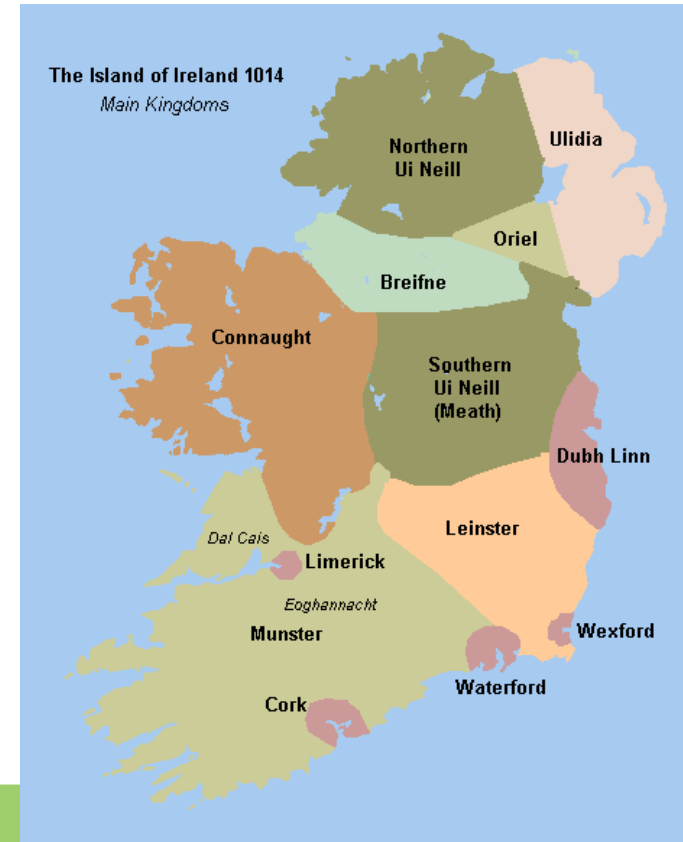 The Island of Ireland 1014
Main Kingdoms
Northern
Ui Neill
Ulidia
Oriel
Breifne
Connaught
Southern
Ui Neill
(Meath)
Dubh Linn
Leinster
Dal Cais
Limerick
Eoghannacht
Munster
Wexford
Waterford
Cork